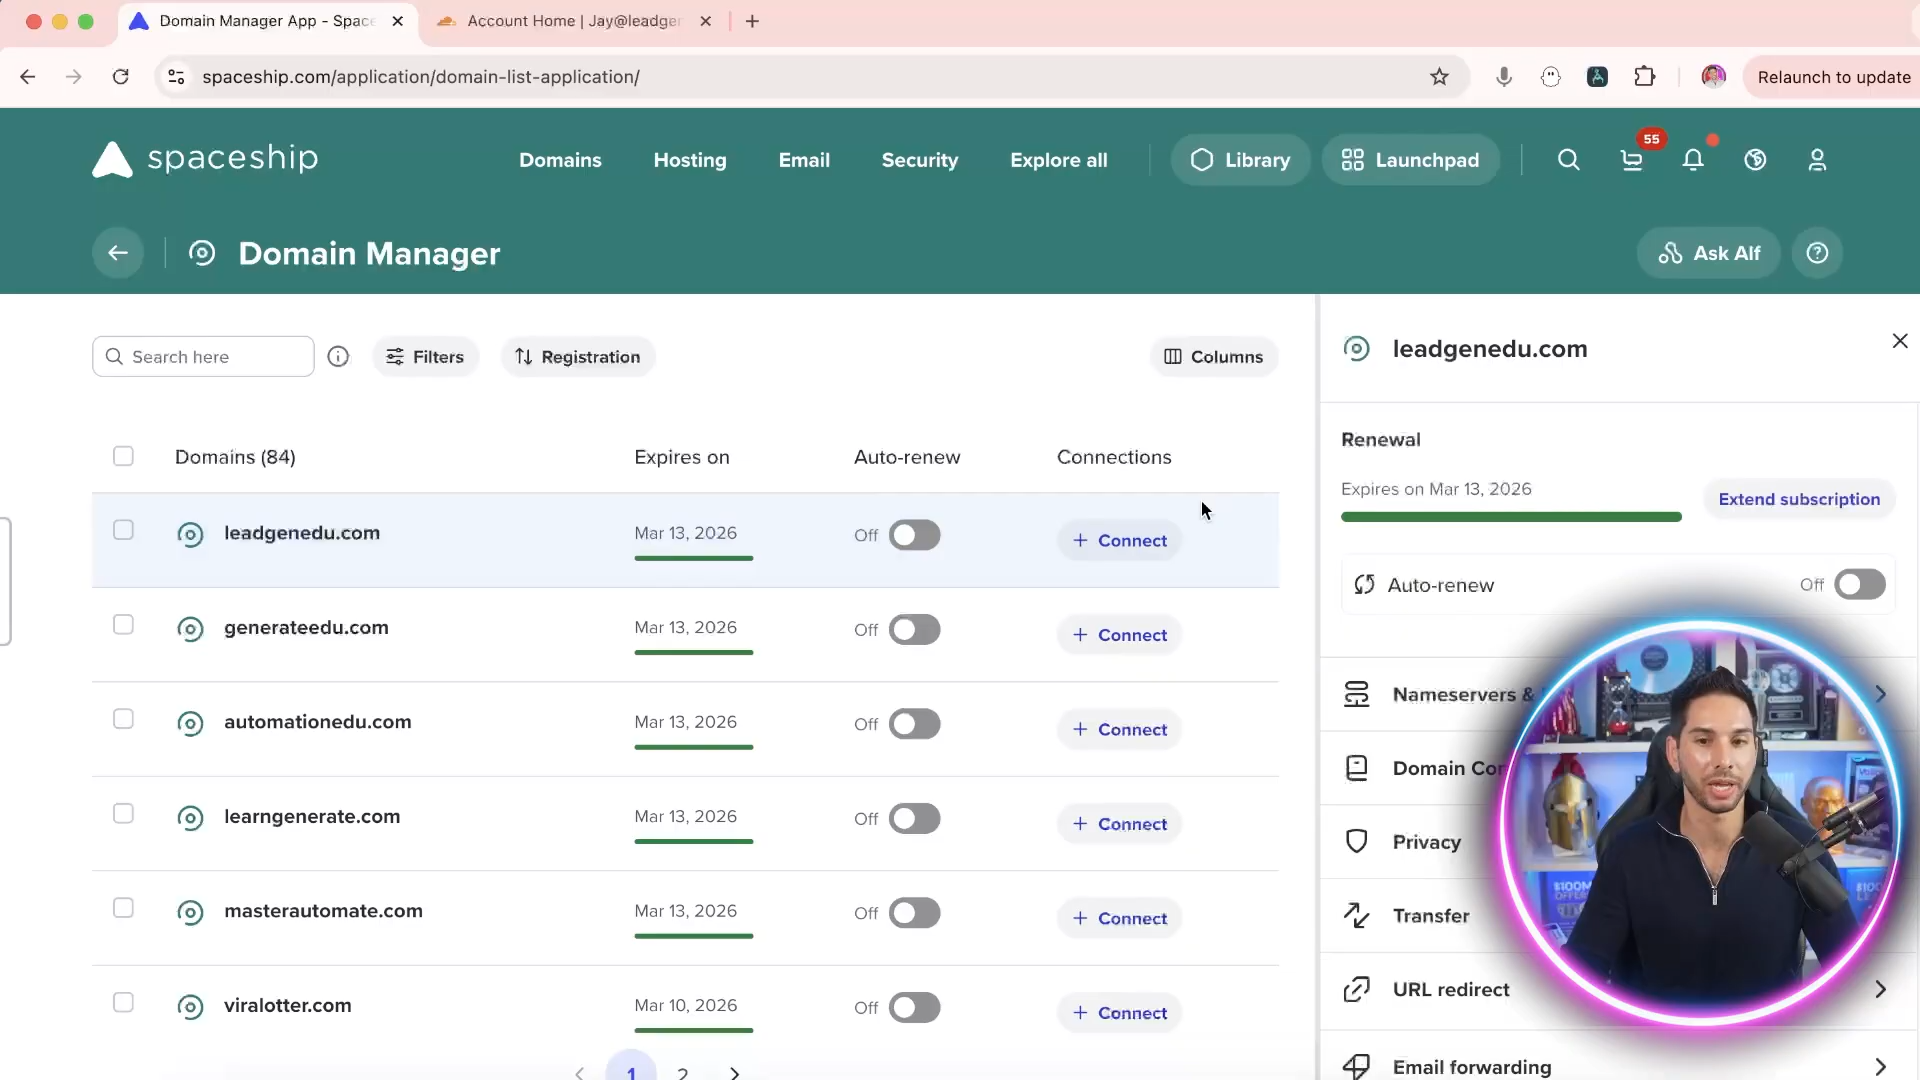 Domain Manager App - Space
Account Home | Jay@leadger
spaceship.com/application/domain-list-application/
Relaunch to update
spaceship
Domains
Hosting
Email
Security
Explore all
Library
Launchpad
55
Domain Manager
Ask Alf
Search here
Filters
Registration
Columns
Domains (84)
Expires on
Auto-renew
Connections
leadgenedu.com
Mar 13, 2026
Off
+ Connect
generateedu.com
Mar 13, 2026
Off
+ Connect
automationedu.com
Mar 13, 2026
Off
+ Connect
learngenerate.com
Mar 13, 2026
Off
+ Connect
masterautomate.com
Mar 13, 2026
Off
+ Connect
viralotter.com
Mar 10, 2026
Off
+ Connect
1
2
leadgenedu.com
Renewal
Expires on Mar 13, 2026
Extend subscription
Auto-renew
Off
Nameservers &
Domain Cor
Privacy
Transfer
URL redirect
Email forwarding
$100M
OFFER